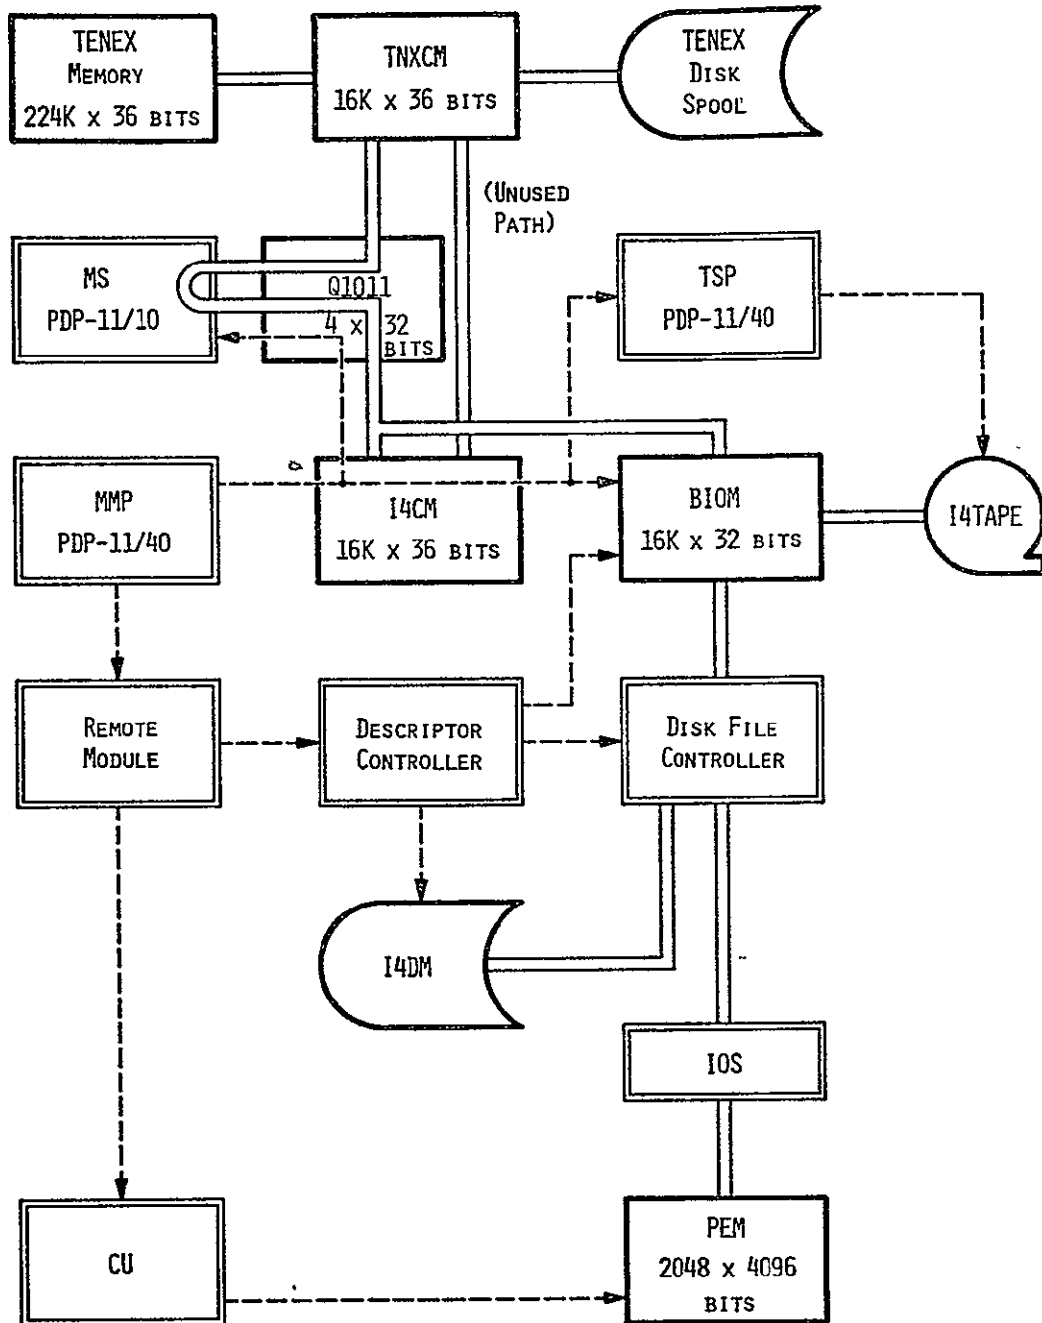 TENEX
MEMORY
224K x 36 BITS
TNXCM
16K x 36 BITS
TENEX
DISK
SPOOL
(UNUSED
PATH)
MS
PDP-11/10
Q1011
4 x 32
BITS
TSP
PDP-11/40
MMP
PDP-11/40
I4CM
16K x 36 BITS
BIOM
16K x 32 BITS
I4TAPE
REMOTE
MODULE
DESCRIPTOR
CONTROLLER
DISK FILE
CONTROLLER
I4DM
IOS
CU
PEM
2048 x 4096
BITS